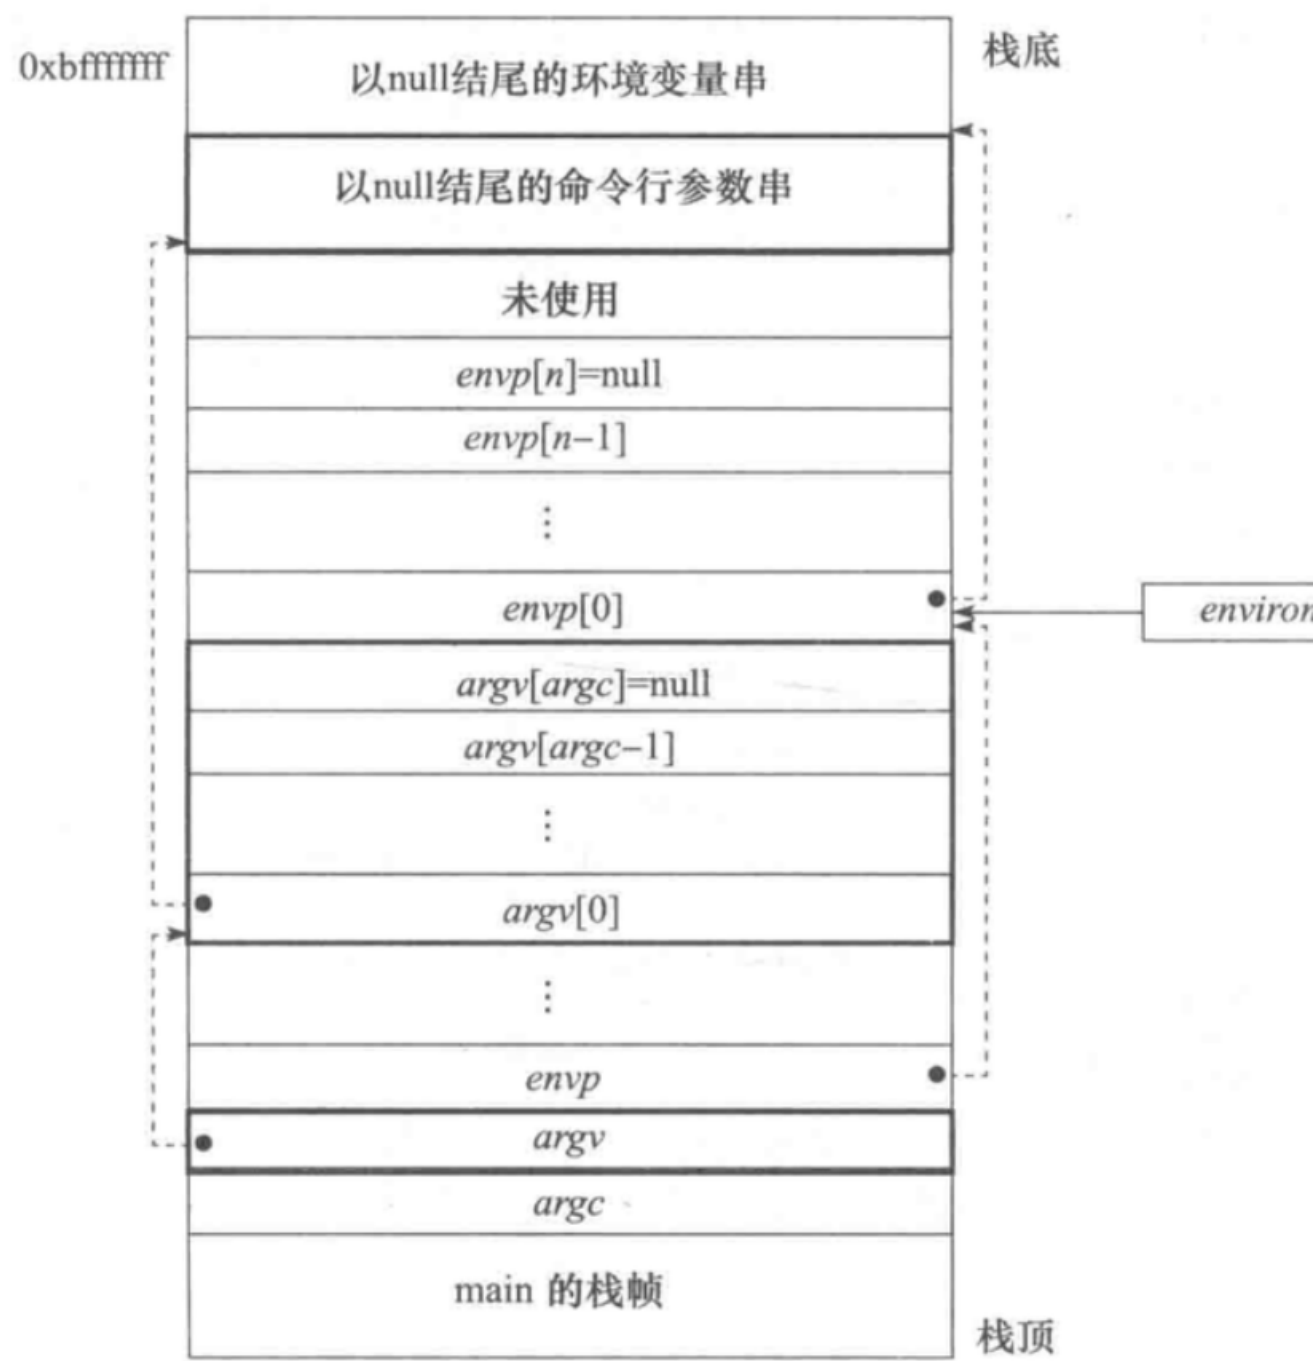 0xbfffffff
栈底
以null结尾的环境变量串
以null结尾的命令行参数串
未使用
envp[n]=null
envp[n−1]
⋮
envp[0]
environ
argv[argc]=null
argv[argc−1]
⋮
argv[0]
⋮
envp
argv
argc
main 的栈帧
栈顶